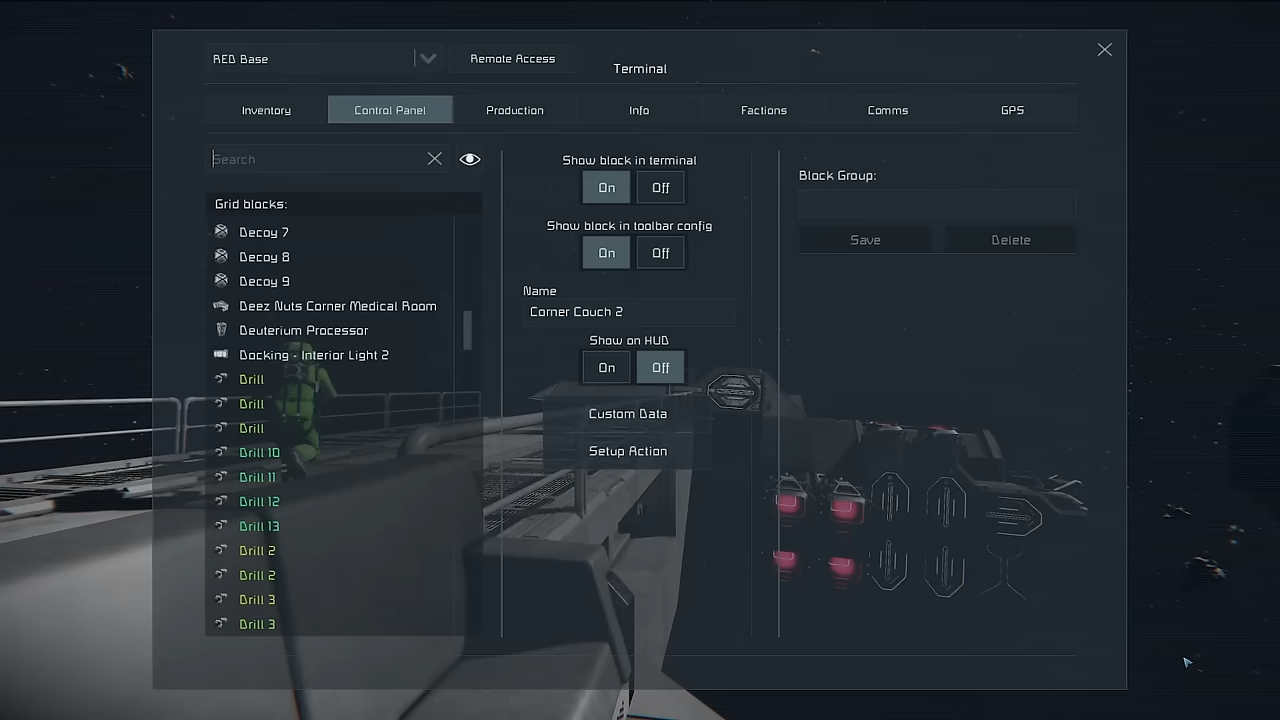 RED Base
Remote Access
Terminal
Inventory
Control Panel
Production
Info
Factions
Comms
GPS
Search
Grid blocks:
Decoy 7
Decoy 8
Decoy 9
Deez Nuts Corner Medical Room
Deuterium Processor
Docking - Interior Light 2
Drill
Drill
Drill
Drill 10
Drill 11
Drill 12
Drill 13
Drill 2
Drill 2
Drill 3
Drill 3
Show block in terminal
On
Off
Show block in toolbar config
On
Off
Name
Corner Couch 2
Show on HUD
On
Off
Custom Data
Setup Action
Block Group:
Save
Delete